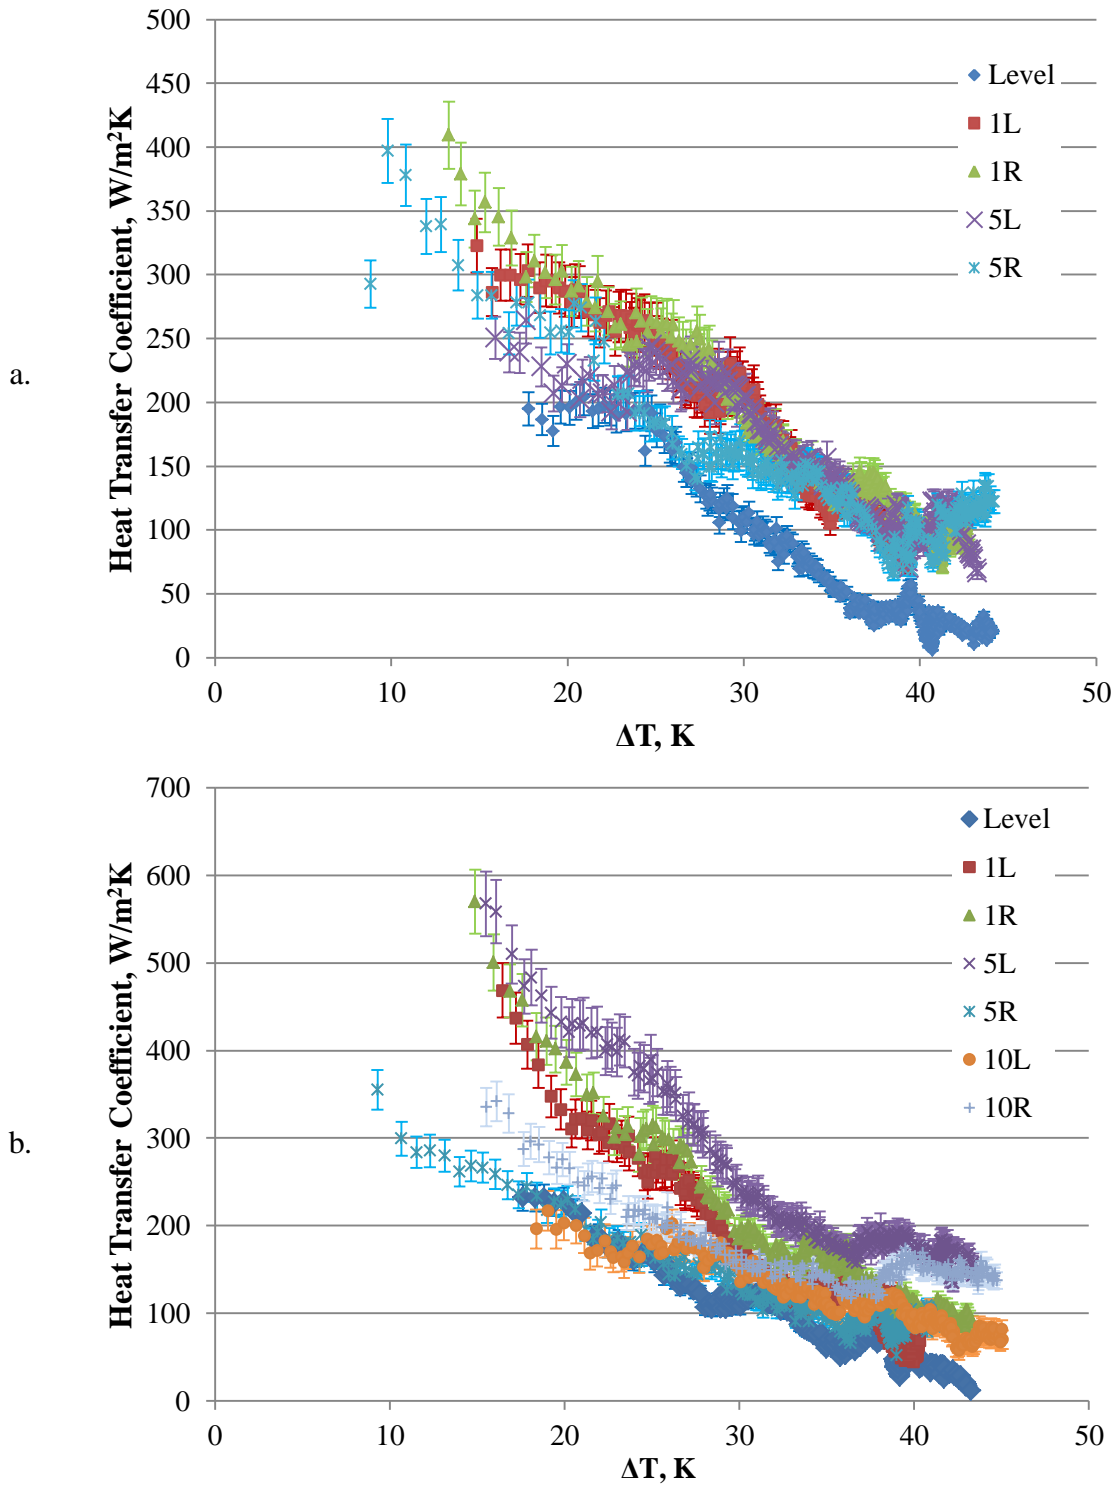 a.
Heat Transfer Coefficient, W/m²K
500
450
400
350
300
250
200
150
100
50
0
0 10 20 30 40 50
ΔT, K
Level
1L
1R
5L
5R
b.
Heat Transfer Coefficient, W/m²K
700
600
500
400
300
200
100
0
0 10 20 30 40 50
ΔT, K
Level
1L
1R
5L
5R
10L
10R